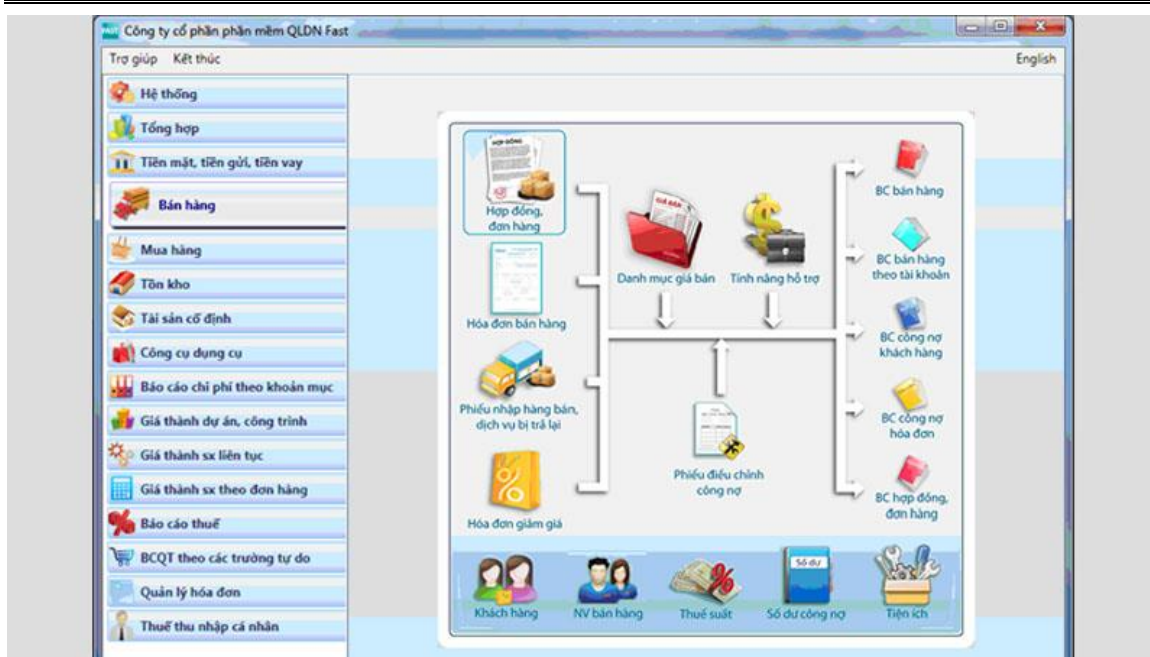 FAST Công ty cổ phần phần mềm QLDN Fast
Trợ giúp Kết thúc English
Hệ thống
Tổng hợp
Tiền mặt, tiền gửi, tiền vay
Bán hàng
Mua hàng
Tồn kho
Tài sản cố định
Công cụ dụng cụ
Báo cáo chi phí theo khoản mục
Giá thành dự án, công trình
Giá thành sx liên tục
Giá thành sx theo đơn hàng
Báo cáo thuế
BCQT theo các trường tự do
Quản lý hóa đơn
Thuế thu nhập cá nhân
HỢP ĐỒNG
Hợp đồng,
đơn hàng
Hóa đơn bán hàng
Phiếu nhập hàng bán,
dịch vụ bị trả lại
Hóa đơn giảm giá
GIÁ BÁN
Danh mục giá bán
Tính năng hỗ trợ
Phiếu điều chỉnh
công nợ
BC bán hàng
BC bán hàng
theo tài khoản
BC công nợ
khách hàng
BC công nợ
hóa đơn
BC hợp đồng,
đơn hàng
Khách hàng
NV bán hàng
Thuế suất
Số dư
Số dư công nợ
Tiện ích